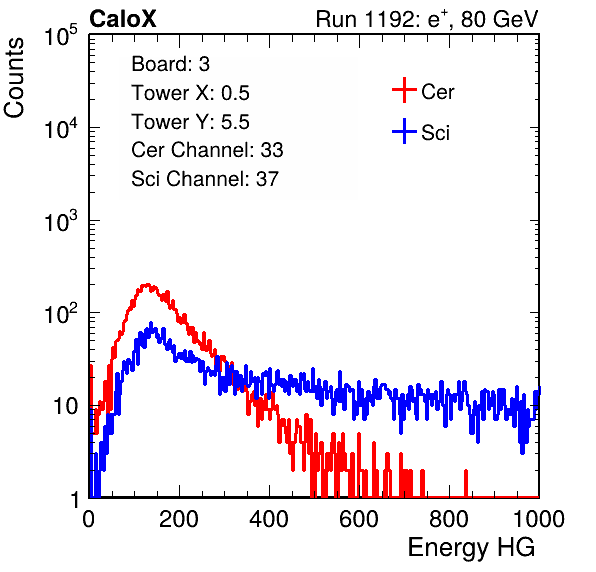 CaloX Run 1192: e⁺, 80 GeV
Counts
10⁵
10⁴
10³
10²
10
1
Board: 3
Tower X: 0.5
Tower Y: 5.5
Cer Channel: 33
Sci Channel: 37
Cer
Sci
0 200 400 600 800 1000
Energy HG